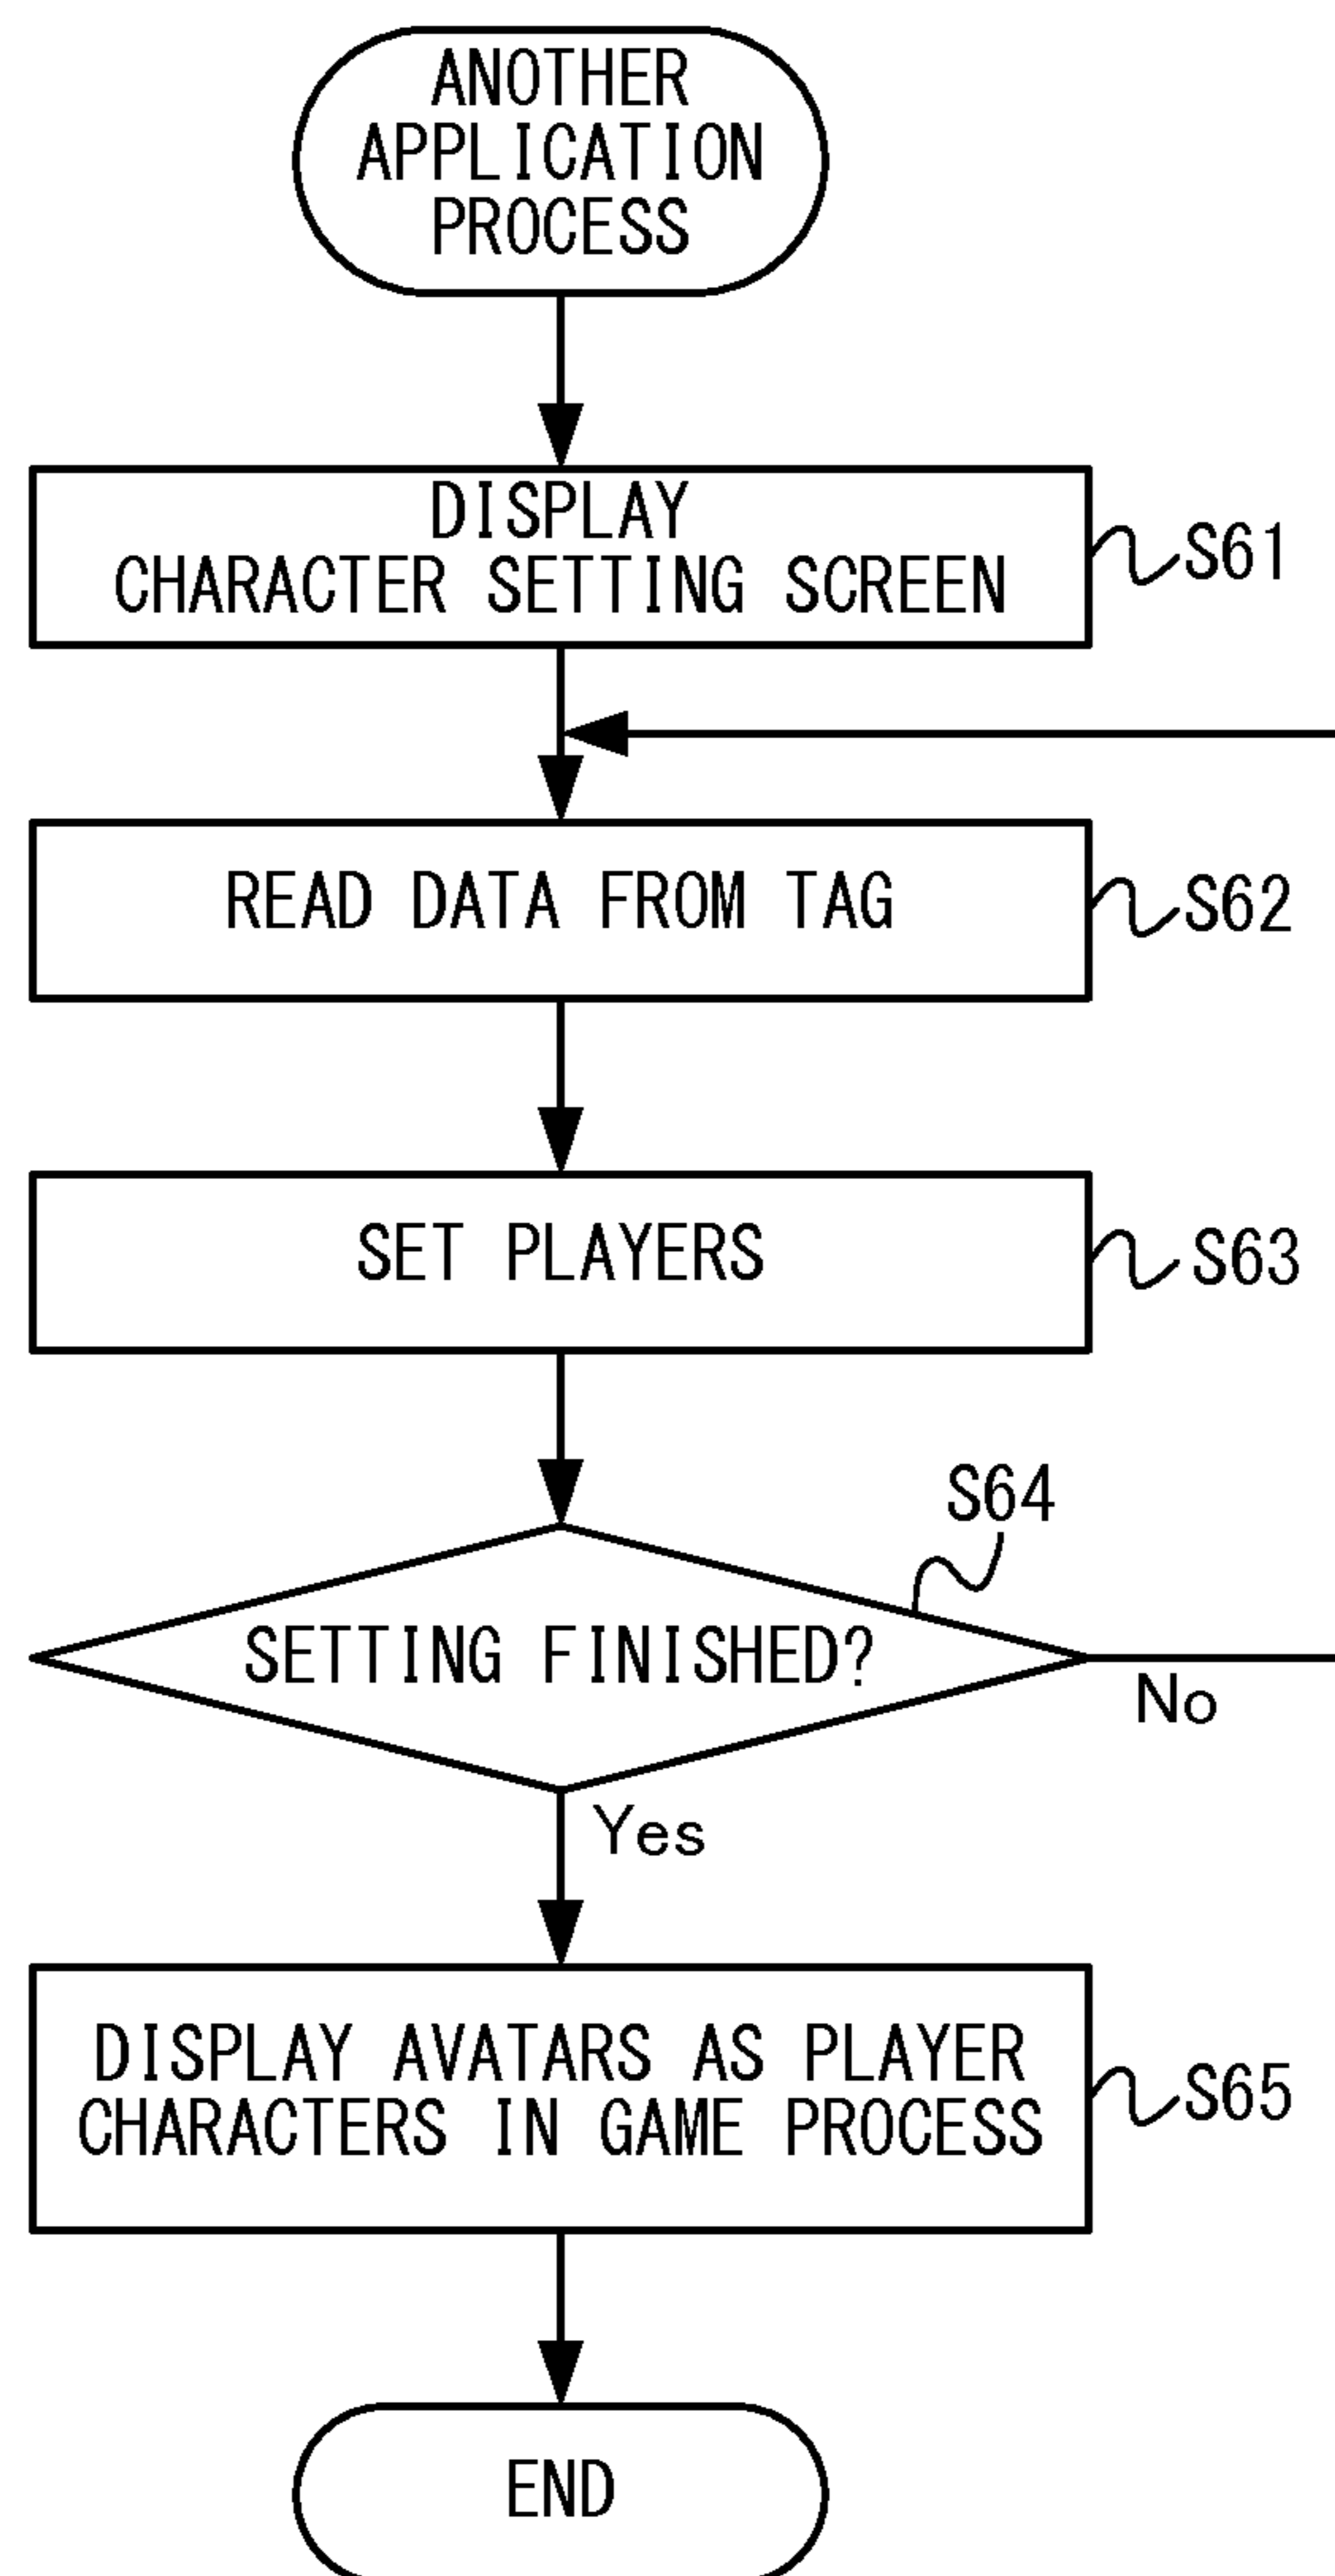 ANOTHER
APPLICATION
PROCESS
DISPLAY
CHARACTER SETTING SCREEN
S61
READ DATA FROM TAG
S62
SET PLAYERS
S63
S64
SETTING FINISHED?
No
Yes
DISPLAY AVATARS AS PLAYER
CHARACTERS IN GAME PROCESS
S65
END